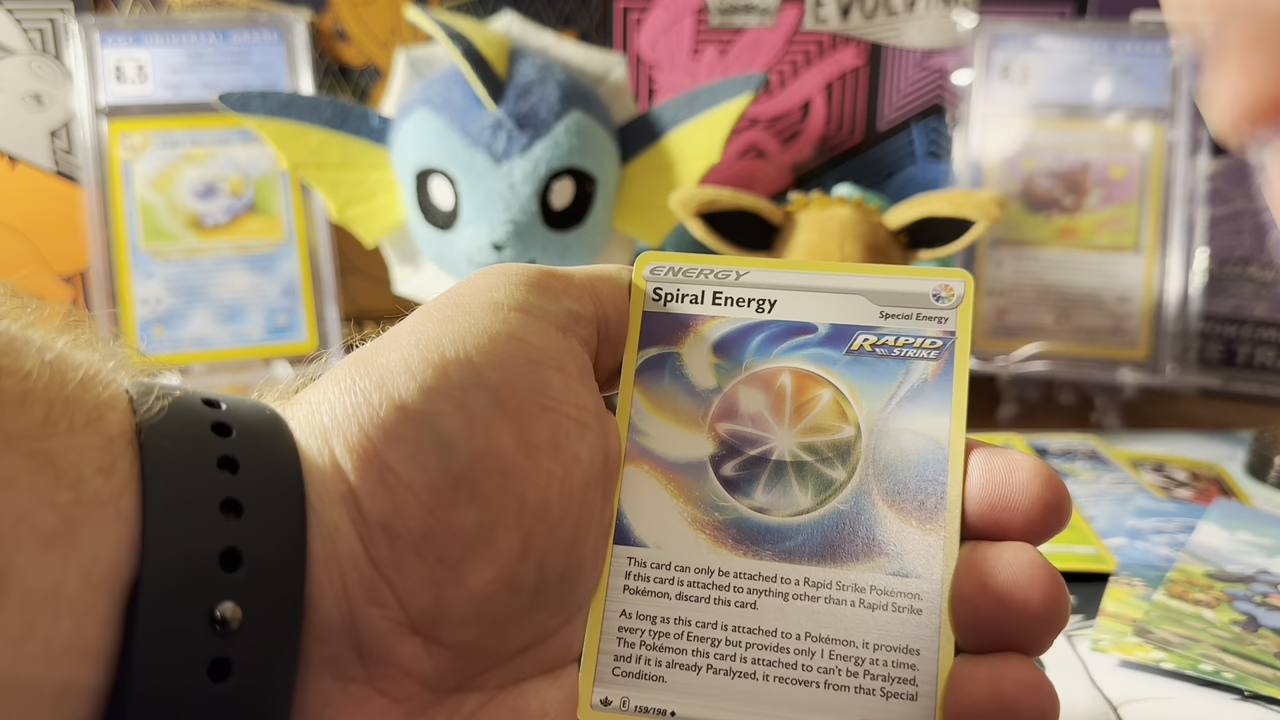 EVOLVING
ENERGY
Spiral Energy
Special Energy
RAPID
STRIKE
This card can only be attached to a Rapid Strike Pokémon.
If this card is attached to anything other than a Rapid Strike
Pokémon, discard this card.
As long as this card is attached to a Pokémon, it provides
every type of Energy but provides only 1 Energy at a time.
The Pokémon this card is attached to can't be Paralyzed,
and if it is already Paralyzed, it recovers from that Special
Condition.
E 159/198